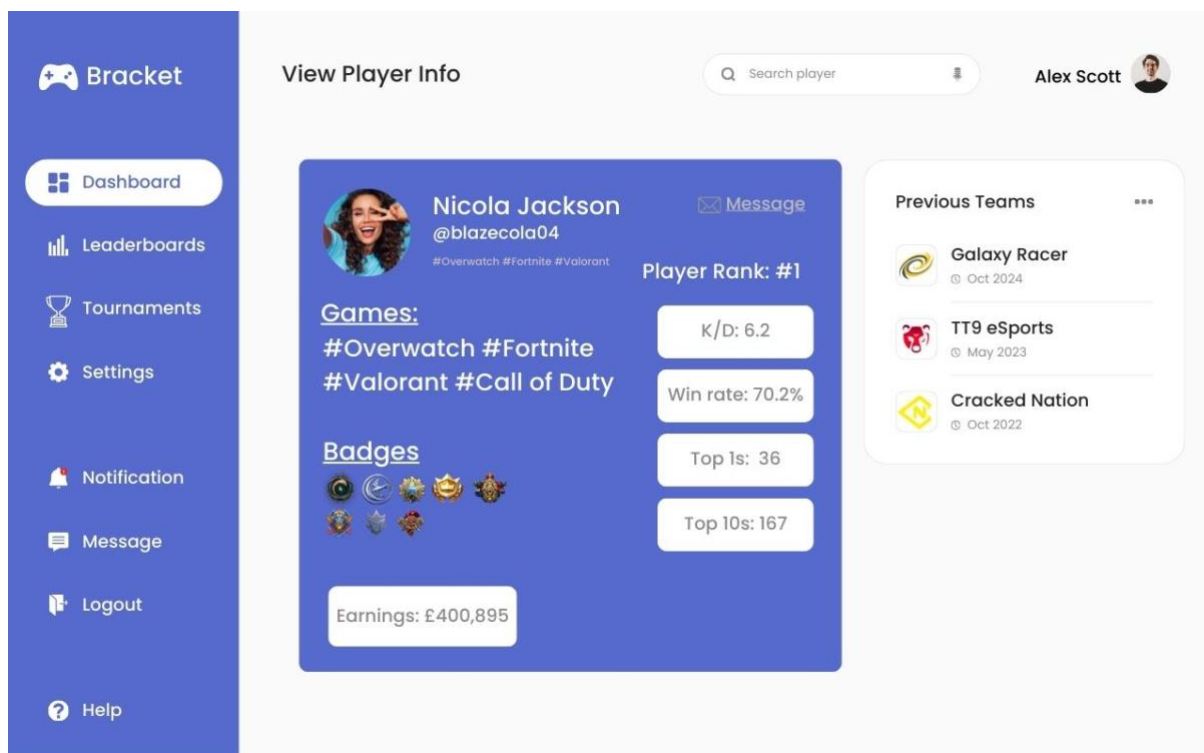 Bracket
Dashboard
Leaderboards
Tournaments
Settings
Notification
Message
Logout
Help
View Player Info
Search player
Alex Scott
Nicola Jackson
@blazecola04
#Overwatch #Fortnite #Valorant
Message
Player Rank: #1
Games:
#Overwatch #Fortnite
#Valorant #Call of Duty
Badges
K/D: 6.2
Win rate: 70.2%
Top 1s: 36
Top 10s: 167
Earnings: £400,895
Previous Teams
Galaxy Racer
Oct 2024
TT9 eSports
May 2023
Cracked Nation
Oct 2022